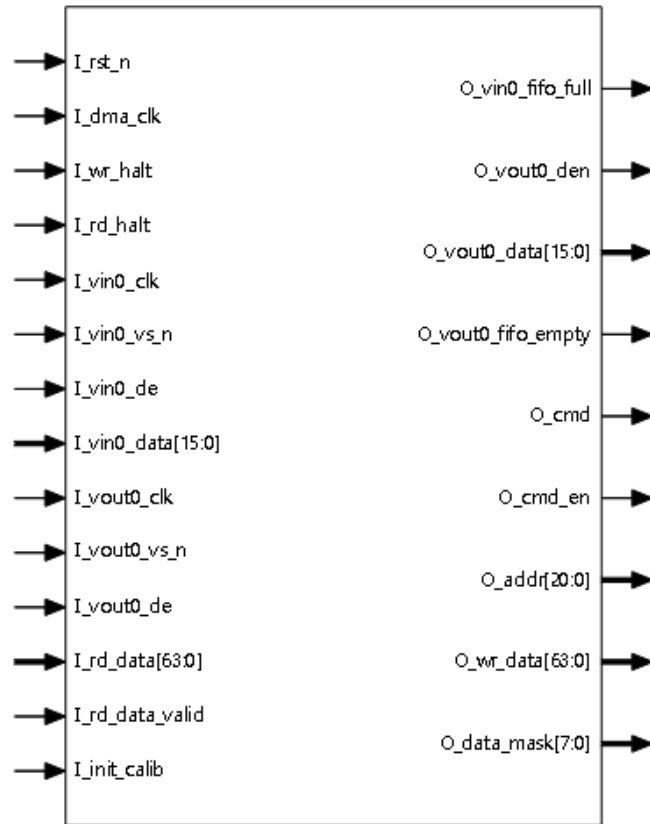 I_rst_n
I_dma_clk
I_wr_halt
I_rd_halt
I_vin0_clk
I_vin0_vs_n
I_vin0_de
I_vin0_data[15:0]
I_vout0_clk
I_vout0_vs_n
I_vout0_de
I_rd_data[63:0]
I_rd_data_valid
I_init_calib
O_vin0_fifo_full
O_vout0_den
O_vout0_data[15:0]
O_vout0_fifo_empty
O_cmd
O_cmd_en
O_addr[20:0]
O_wr_data[63:0]
O_data_mask[7:0]